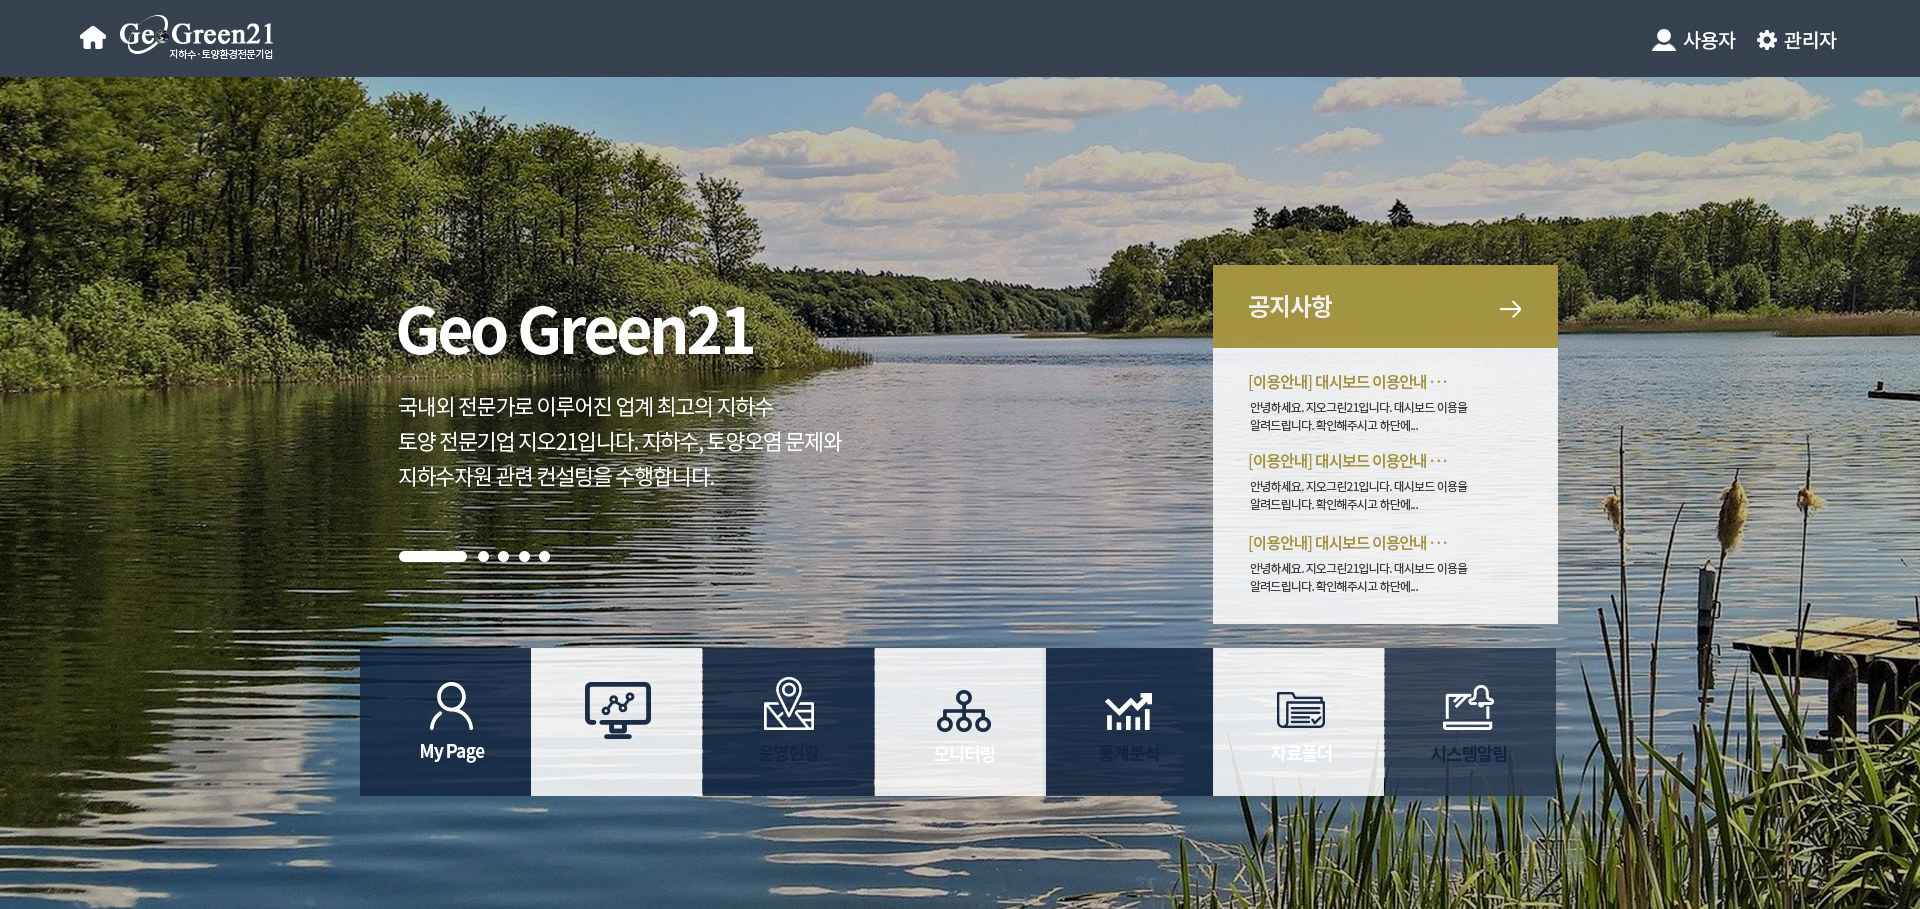 GeoGreen21
지하수·토양환경전문기업
사용자
관리자
Geo Green21
국내외 전문가로 이루어진 업계 최고의 지하수
토양 전문기업 지오21입니다. 지하수, 토양오염 문제와
지하수자원 관련 컨설팅을 수행합니다.
공지사항
[이용안내] 대시보드 이용안내 · · ·
안녕하세요. 지오그린21입니다. 대시보드 이용을
알려드립니다. 확인해주시고 하단에...
[이용안내] 대시보드 이용안내 · · ·
안녕하세요. 지오그린21입니다. 대시보드 이용을
알려드립니다. 확인해주시고 하단에...
[이용안내] 대시보드 이용안내 · · ·
안녕하세요. 지오그린21입니다. 대시보드 이용을
알려드립니다. 확인해주시고 하단에...
My Page
운영현황
모니터링
통계분석
자료폴더
시스템알림